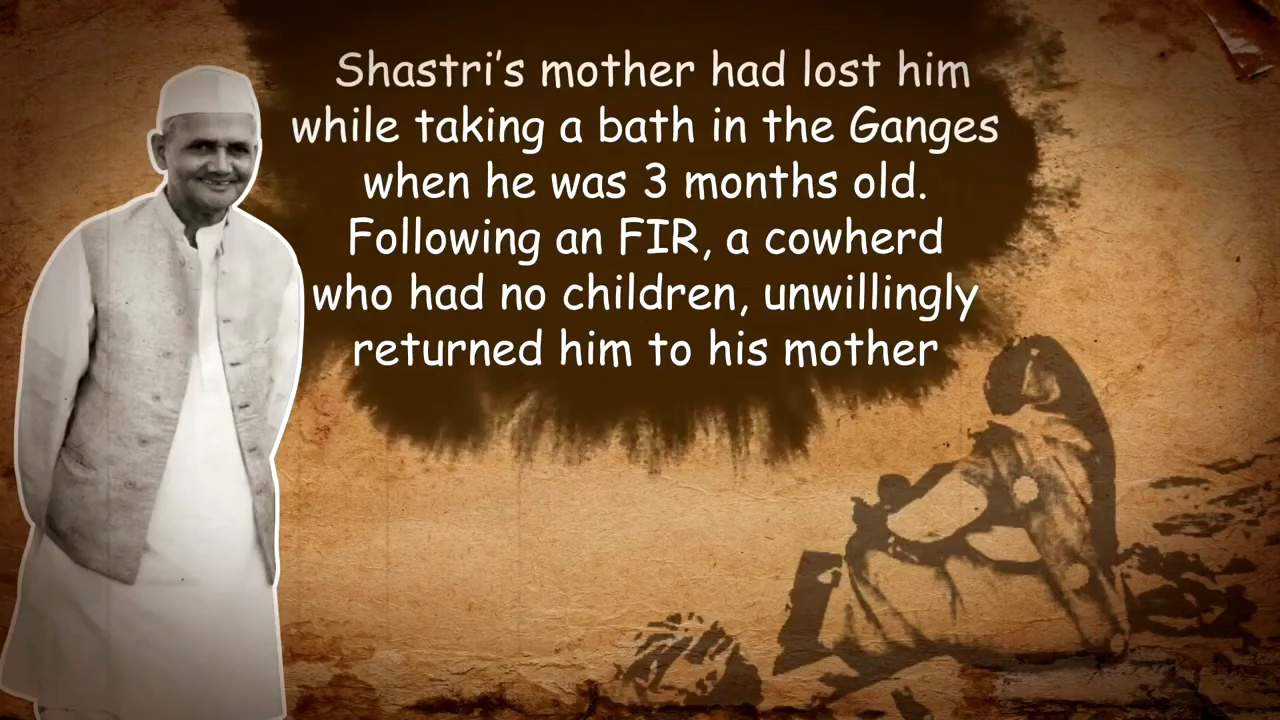 Shastri's mother had lost him
while taking a bath in the Ganges
when he was 3 months old.
Following an FIR, a cowherd
who had no children, unwillingly
returned him to his mother